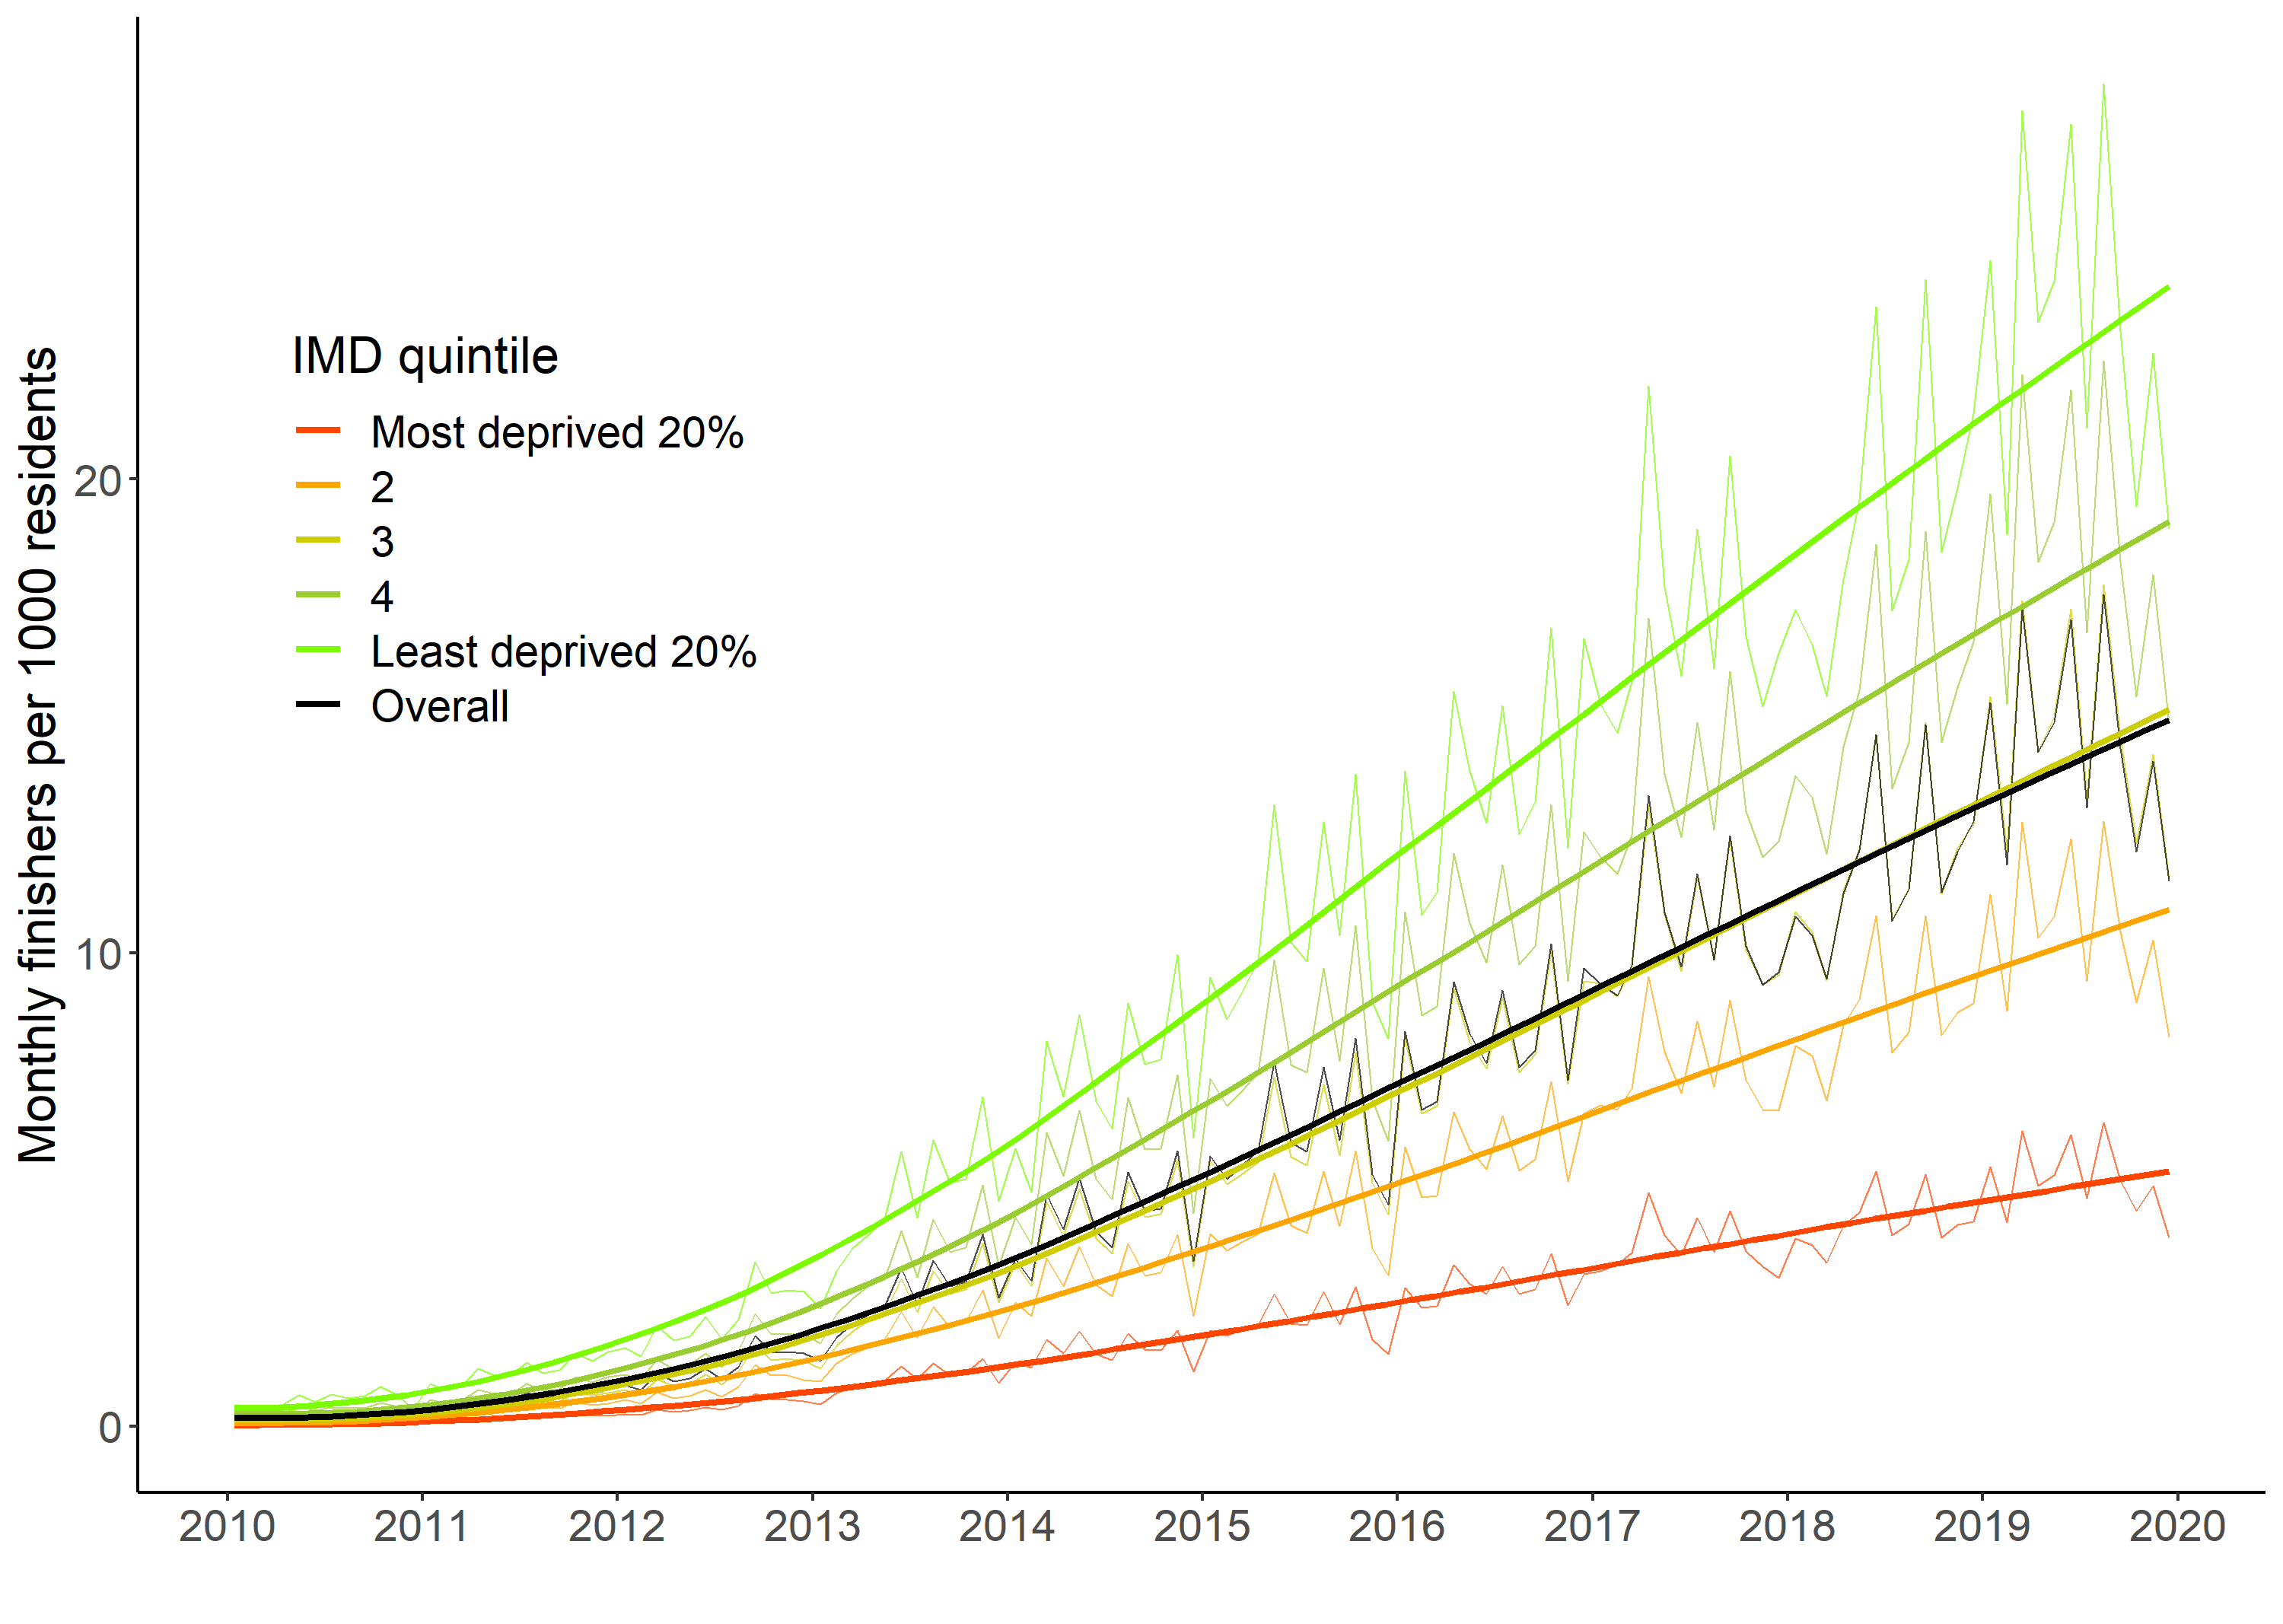 Monthly finishers per 1000 residents
20
10
0
IMD quintile
Most deprived 20%
2
3
4
Least deprived 20%
Overall
2010 2011 2012 2013 2014 2015 2016 2017 2018 2019 2020